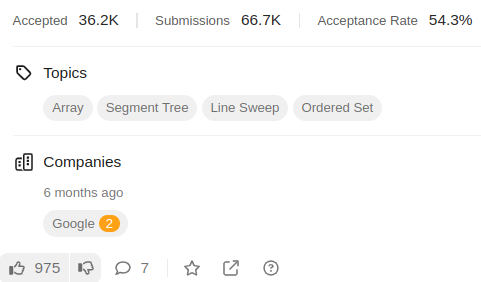 Accepted 36.2K Submissions 66.7K Acceptance Rate 54.3%
Topics
Array Segment Tree Line Sweep Ordered Set
Companies
6 months ago
Google 2
975 7